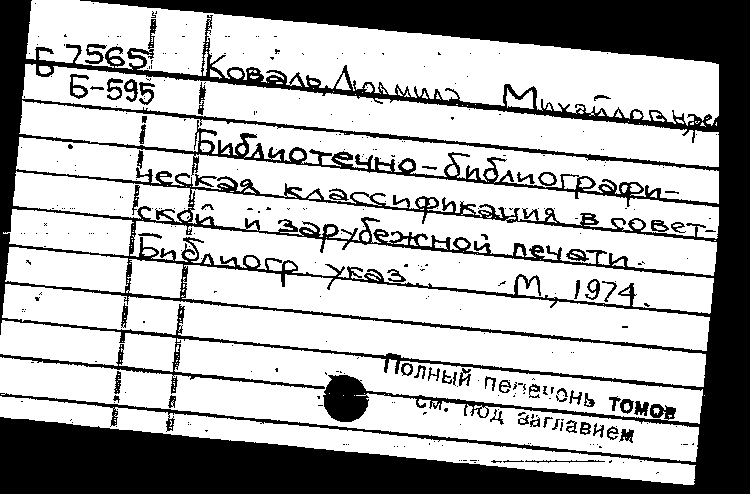 Б 7565
Б-595
Коваль, Людмила Михайловна, ред.
Библиотечно-библиографи-
ческая классификация в совет-
ской и зарубежной печати.
Библиогр. указ... М., 1974.
Полный перечень томов
см. под заглавием